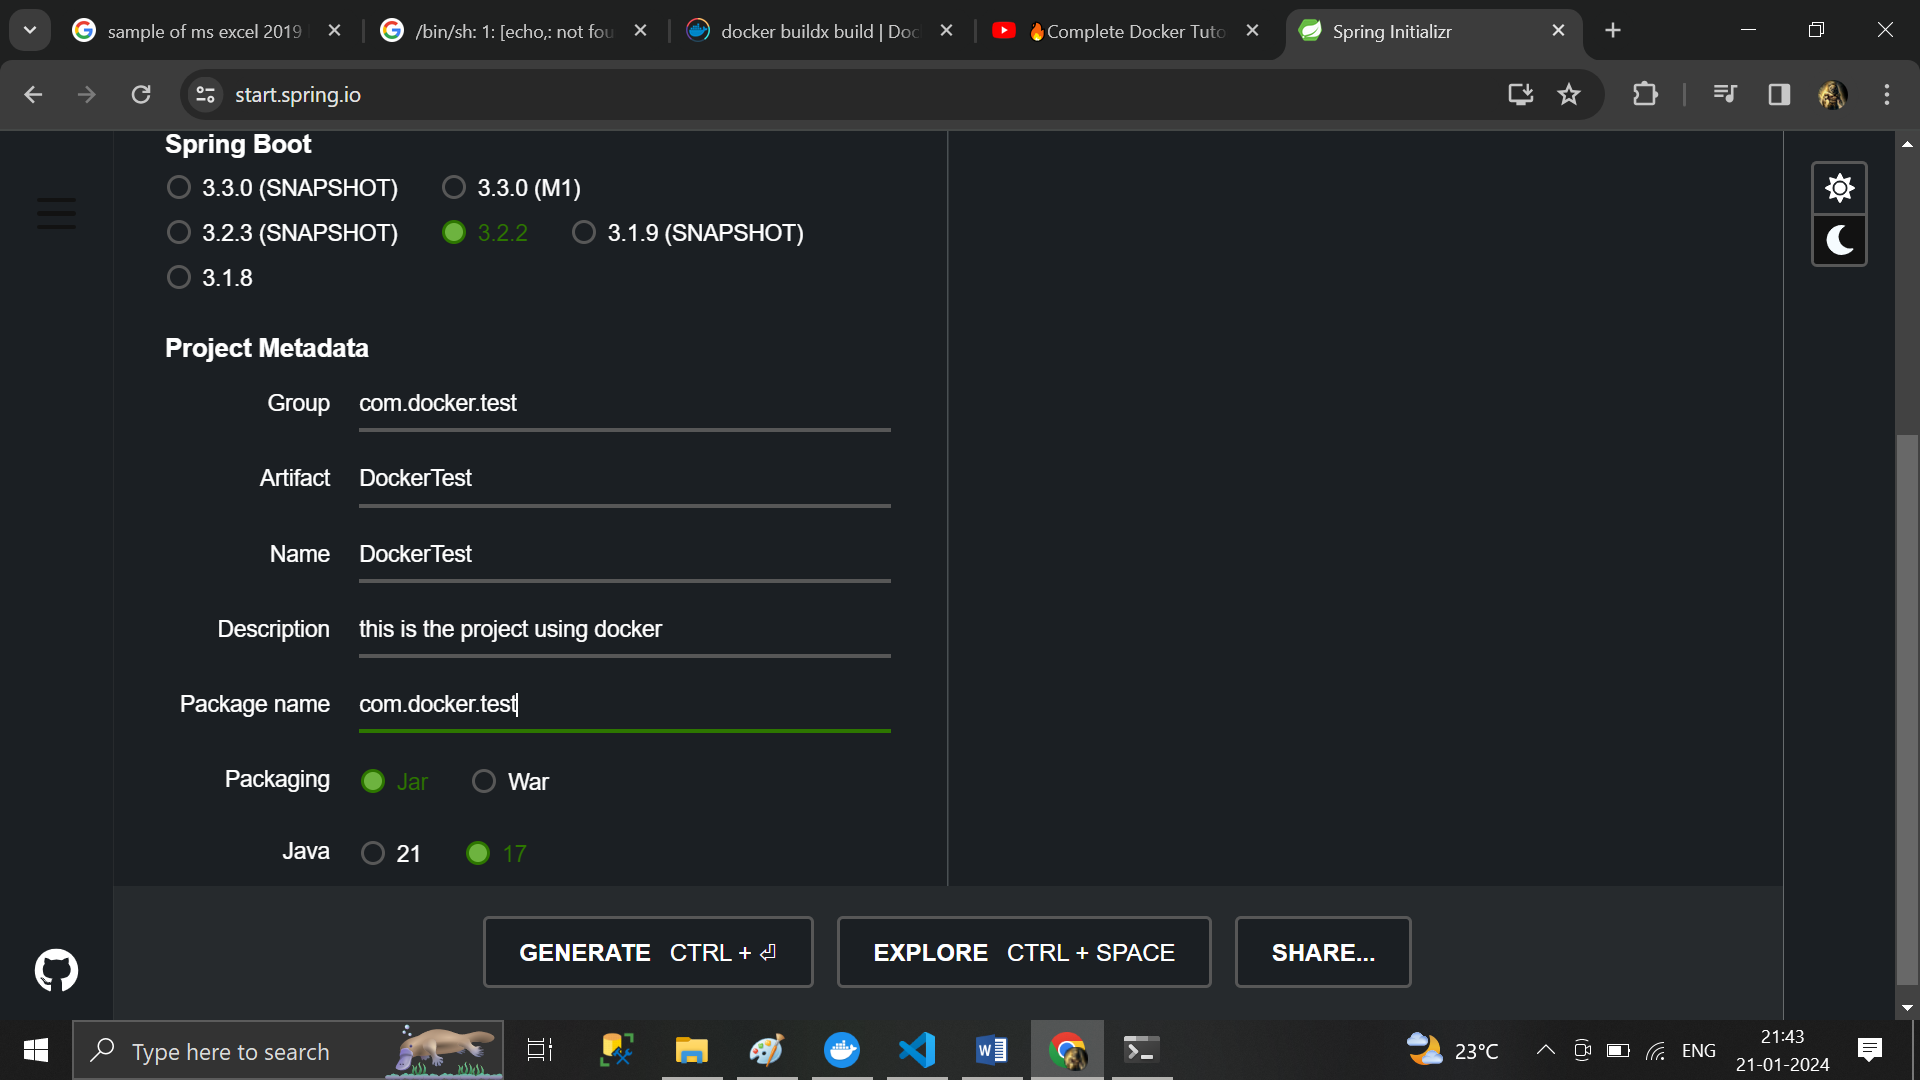 sample of ms excel 2019
/bin/sh: 1: [echo,: not fou
docker buildx build | Doc
🔥Complete Docker Tuto
Spring Initializr
start.spring.io
Spring Boot
3.3.0 (SNAPSHOT) 3.3.0 (M1)
3.2.3 (SNAPSHOT) 3.2.2 3.1.9 (SNAPSHOT)
3.1.8
Project Metadata
Group com.docker.test
Artifact DockerTest
Name DockerTest
Description this is the project using docker
Package name com.docker.test
Packaging Jar War
Java 21 17
GENERATE CTRL + ⏎ EXPLORE CTRL + SPACE SHARE...
Type here to search
23°C
ENG
21:43
21-01-2024